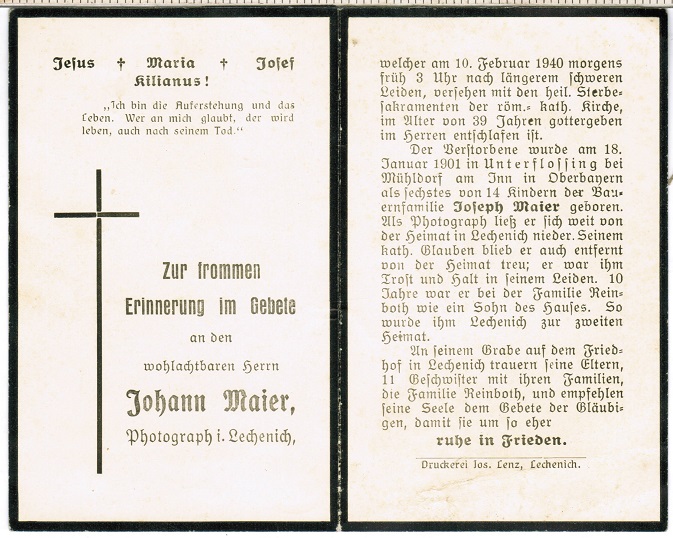 Jesus † Maria † Josef
Kilianus!
„Ich bin die Auferstehung und das
Leben. Wer an mich glaubt, der wird
leben, auch nach seinem Tod.“
Zur frommen
Erinnerung im Gebete
an den
wohlachtbaren Herrn
Johann Maier,
Photograph i. Lechenich,
welcher am 10. Februar 1940 morgens
früh 3 Uhr nach längerem schweren
Leiden, versehen mit den heil. Sterbe-
sakramenten der röm.- kath. Kirche,
im Alter von 39 Jahren gottergeben
im Herren entschlafen ist.
Der Verstorbene wurde am 18.
Januar 1901 in Unterflossing bei
Mühldorf am Inn in Oberbayern
als sechstes von 14 Kindern der Bau-
ernfamilie Joseph Maier geboren.
Als Photograph ließ er sich weit von
der Heimat in Lechenich nieder. Seinem
kath. Glauben blieb er auch entfernt
von der Heimat treu; er war ihm
Trost und Halt in seinem Leiden. 10
Jahre war er bei der Familie Rein-
both wie ein Sohn des Hauses. So
wurde ihm Lechenich zur zweiten
Heimat.
An seinem Grabe auf dem Fried-
hof in Lechenich trauern seine Eltern,
11 Geschwister mit ihren Familien,
die Familie Reinboth, und empfehlen
seine Seele dem Gebete der Gläubi-
gen, damit sie um so eher
ruhe in Frieden.
Druckerei Jos. Lenz, Lechenich.